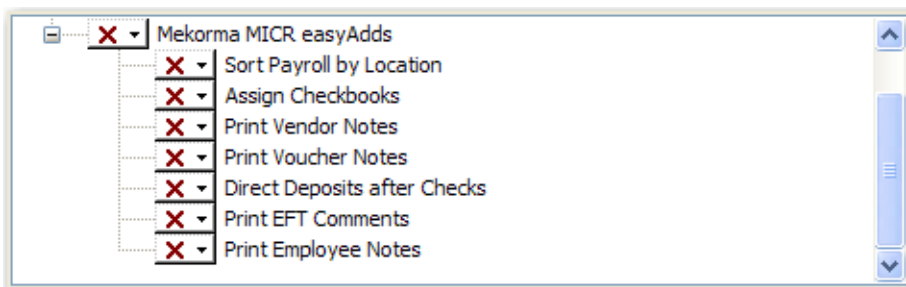 Mekorma MICR easyAdds
Sort Payroll by Location
Assign Checkbooks
Print Vendor Notes
Print Voucher Notes
Direct Deposits after Checks
Print EFT Comments
Print Employee Notes